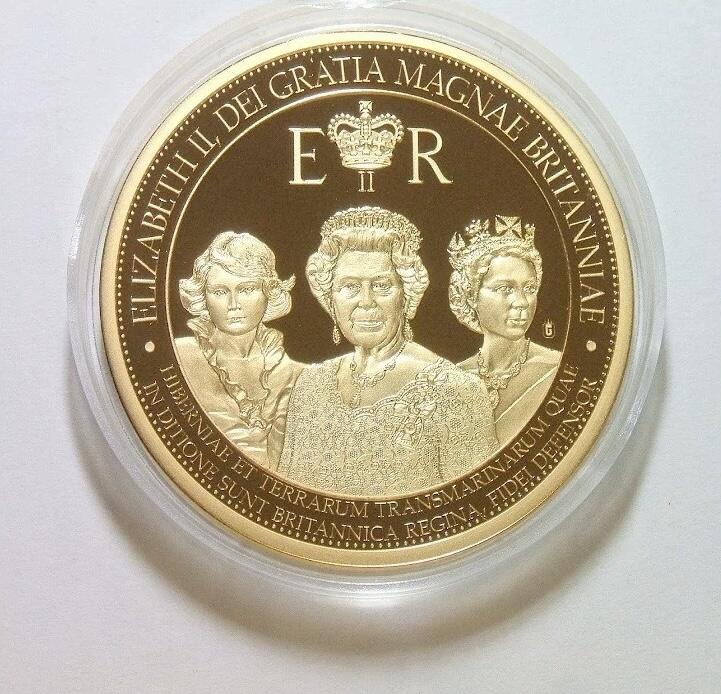 · ELIZABETH II, DEI GRATIA MAGNAE BRITANNIAE ·
E II R
G
HIBERNIAE ET TERRARUM TRANSMARINARUM QUAE
IN DITIONE SUNT BRITANNICA REGINA, FIDEI DEFENSOR